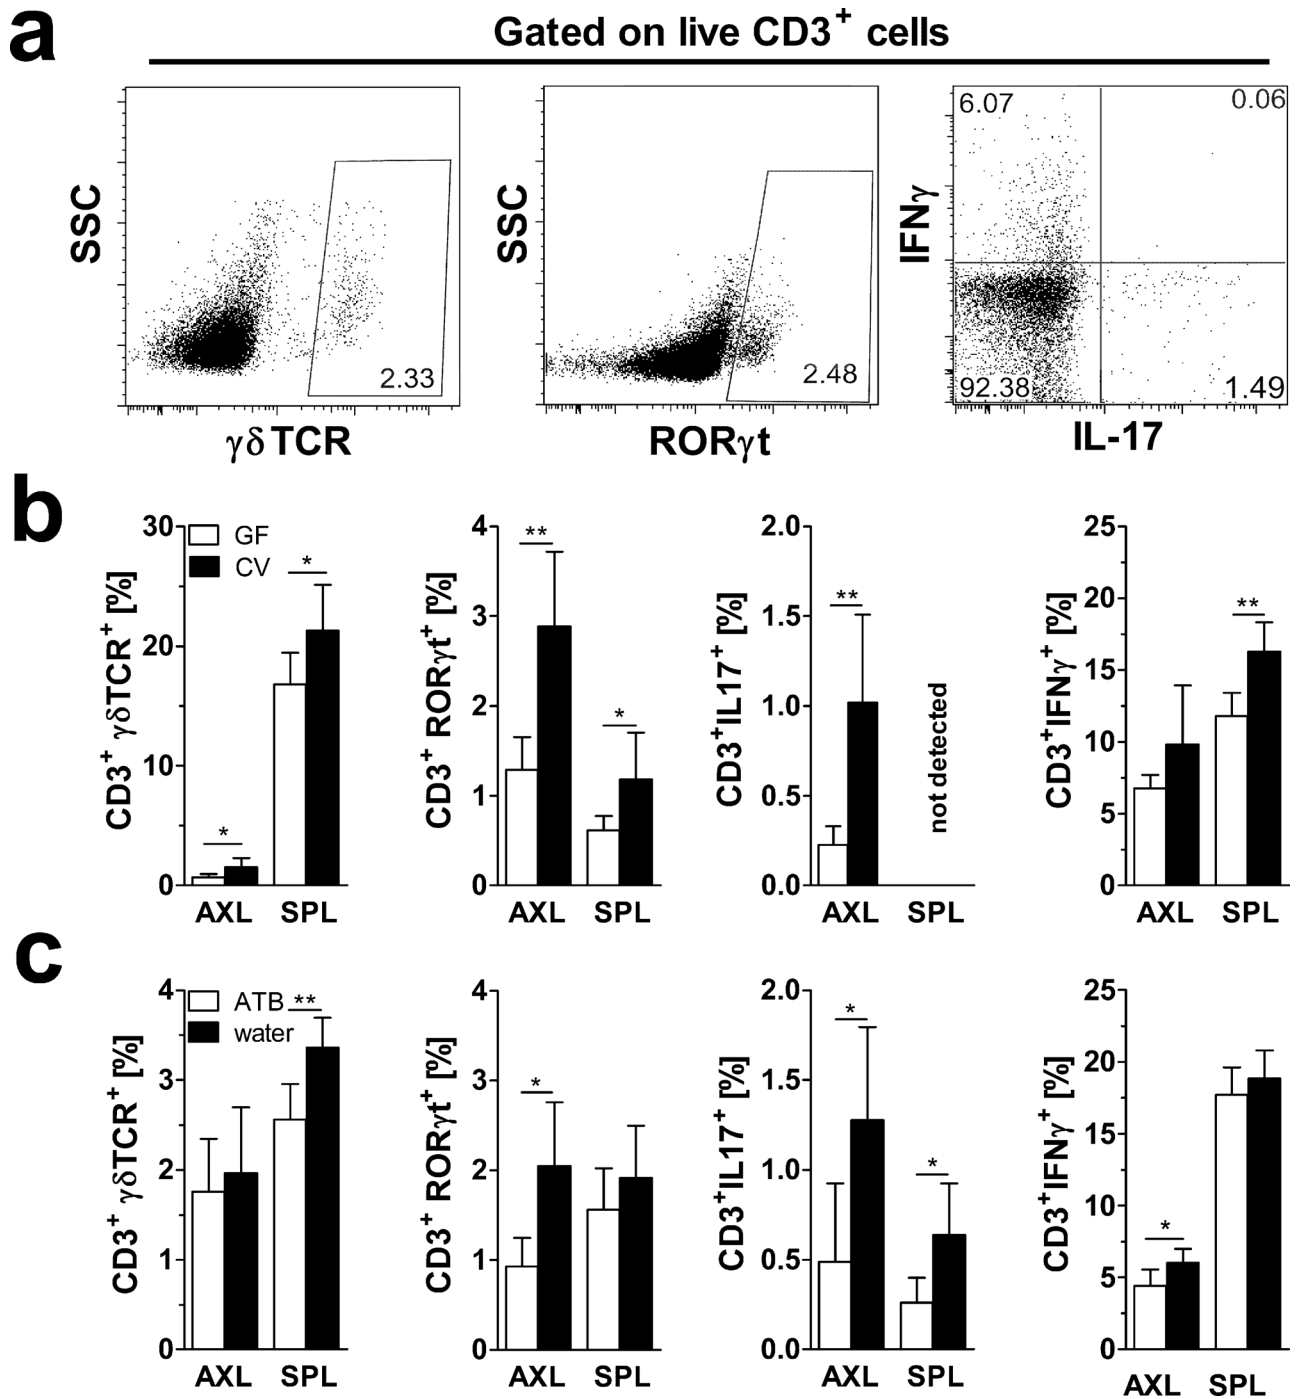 a
Gated on live CD3+ cells
SSC
2.33
γδ TCR
SSC
2.48
RORγt
IFNγ
6.07
0.06
92.38
1.49
IL-17
b
CD3+ γδTCR+ [%]
30
20
10
0
GF
CV
*
*
AXL
SPL
CD3+ RORγt+ [%]
4
3
2
1
0
**
*
AXL
SPL
CD3+IL17+ [%]
2.0
1.5
1.0
0.5
0.0
**
not detected
AXL
SPL
CD3+IFNγ+ [%]
25
20
15
10
5
0
**
AXL
SPL
c
CD3+ γδTCR+ [%]
4
3
2
1
0
ATB
water
**
AXL
SPL
CD3+ RORγt+ [%]
4
3
2
1
0
*
AXL
SPL
CD3+IL17+ [%]
2.0
1.5
1.0
0.5
0.0
*
*
AXL
SPL
CD3+IFNγ+ [%]
25
20
15
10
5
0
*
AXL
SPL